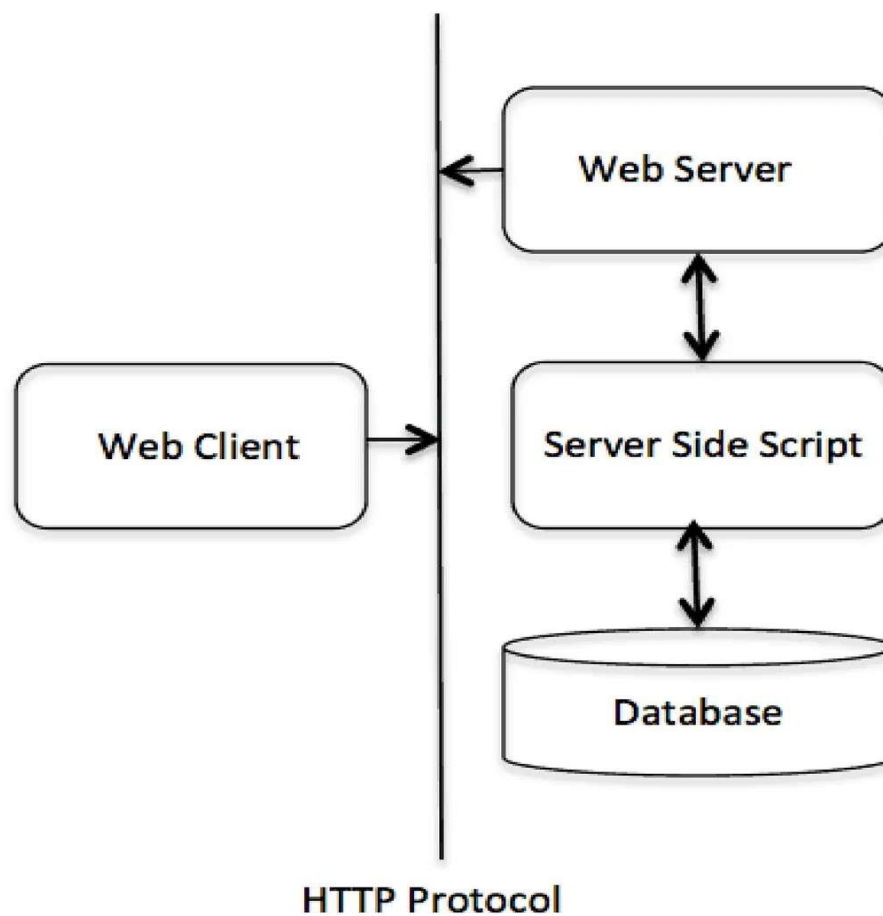 Web Server
Web Client
Server Side Script
Database
HTTP Protocol